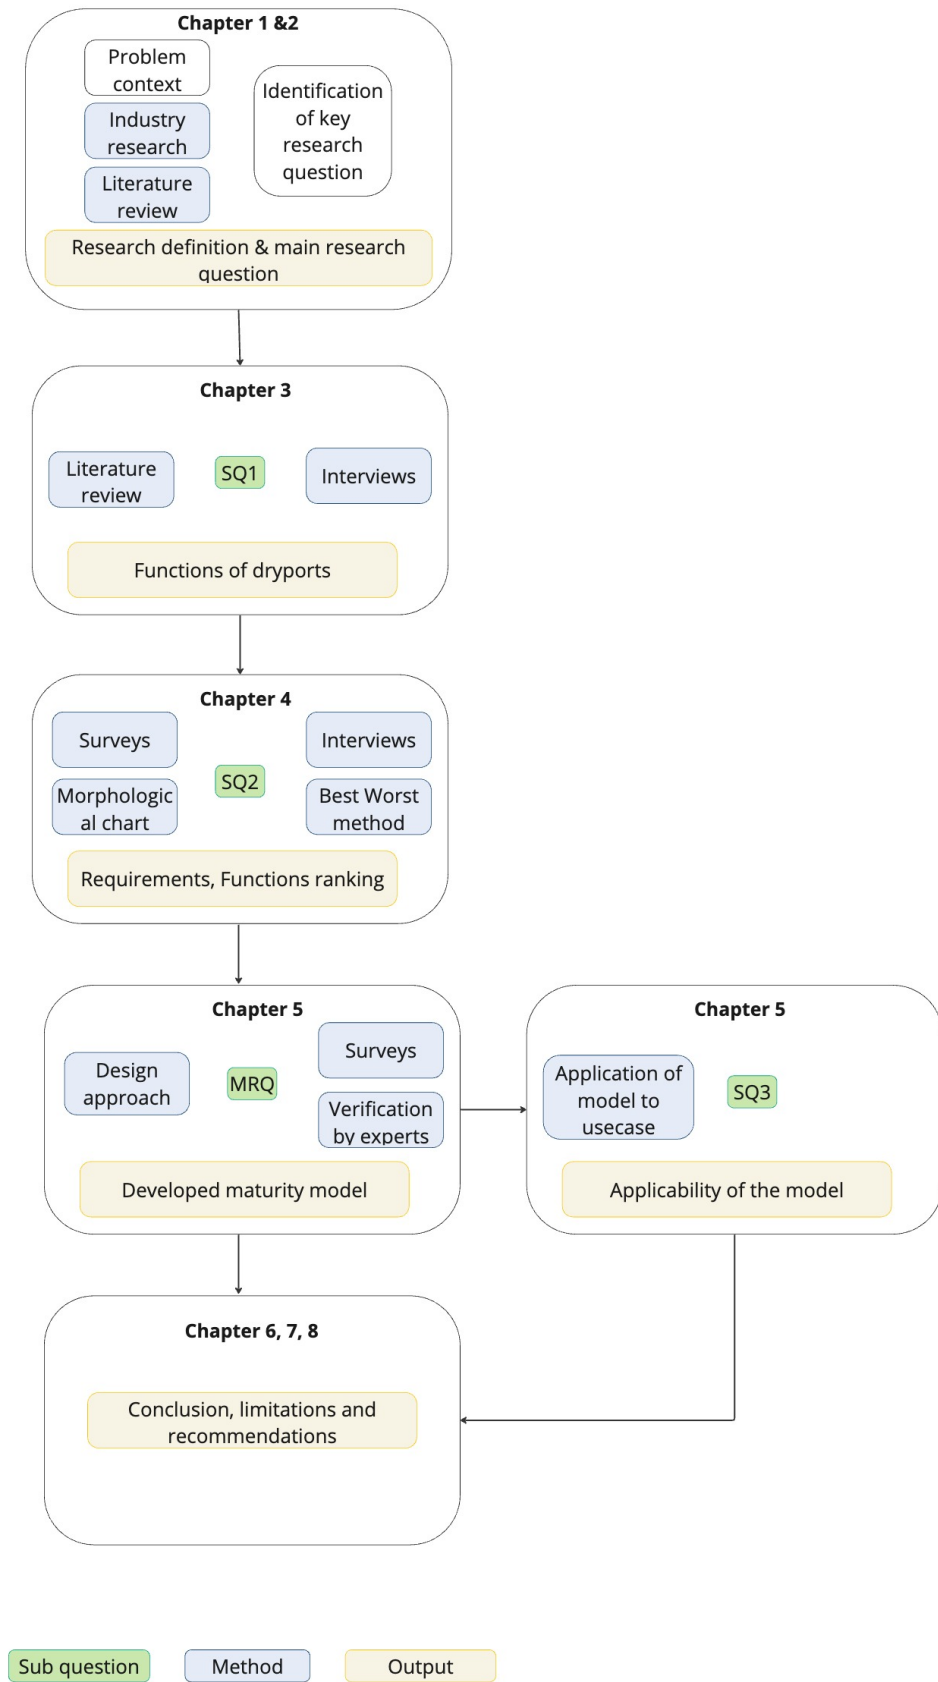 Chapter 1 &2
Problem
context
Industry
research
Literature
review
Identification
of key
research
question
Research definition & main research
question
Chapter 3
Literature
review
SQ1
Interviews
Functions of dryports
Chapter 4
Surveys
Morphologic
al chart
SQ2
Interviews
Best Worst
method
Requirements, Functions ranking
Chapter 5
Design
approach
MRQ
Surveys
Verification
by experts
Developed maturity model
Chapter 5
Application of
model to
usecase
SQ3
Applicability of the model
Chapter 6, 7, 8
Conclusion, limitations and
recommendations
Sub question
Method
Output